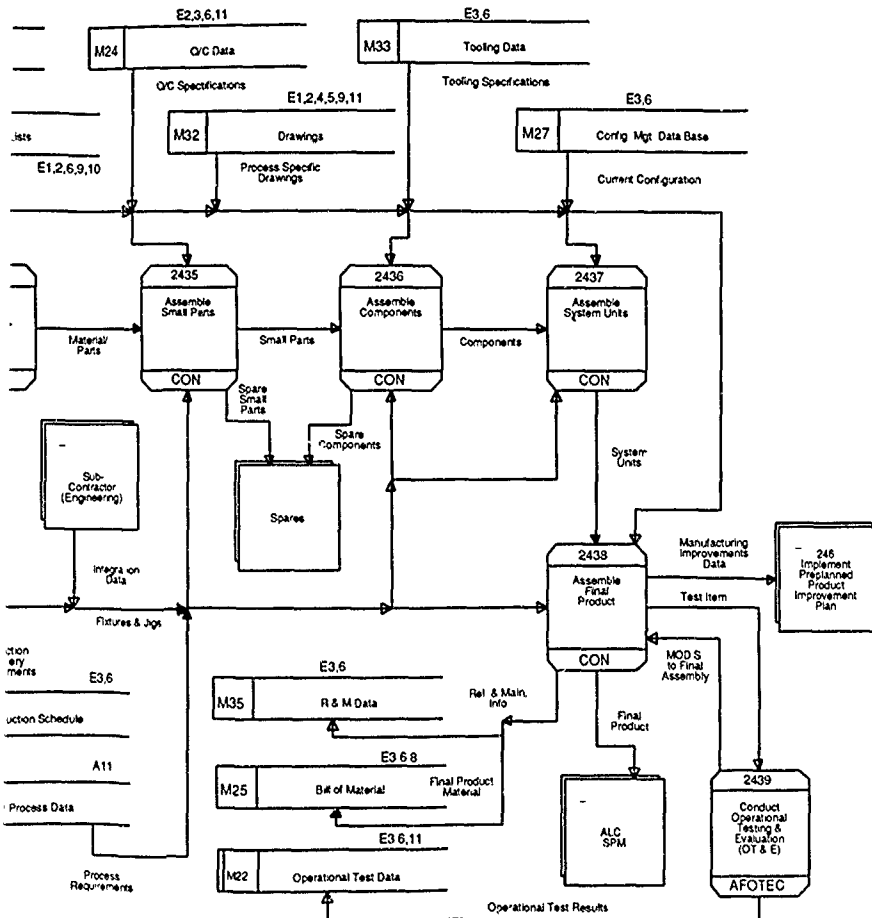 E2,3,6,11
M24
Q/C Data
E3,6
M33
Tooling Data
Q/C Specifications
Tooling Specifications
E1,2,4,5,9,11
M32
Drawings
E3,6
M27
Config. Mgt. Data Base
Lists
E1,2,6,9,10
Process Specific
Drawings
Current Configuration
2435
Assemble
Small Parts
CON
2436
Assemble
Components
CON
2437
Assemble
System Units
CON
Material/
Parts
Small Parts
Components
Spare
Small
Parts
Spare
Components
System
Units
Sub-
Contractor
(Engineering)
Spares
Integration
Data
Fixtures & Jigs
2438
Assemble
Final
Product
CON
Manufacturing
Improvements
Data
246
Implement
Preplanned
Product
Improvement
Plan
Test Item
MOD S
to Final
Assembly
ction
ery
ments
E3,6
uction Schedule
A11
Process Data
Process
Requirements
E3,6
M35
R & M Data
Rel. & Main.
Info
Final
Product
E3 6 8
M25
Bill of Material
Final Product
Material
E3 6,11
M22
Operational Test Data
ALC
SPM
2439
Conduct
Operational
Testing &
Evaluation
(OT & E)
AFOTEC
Operational Test Results